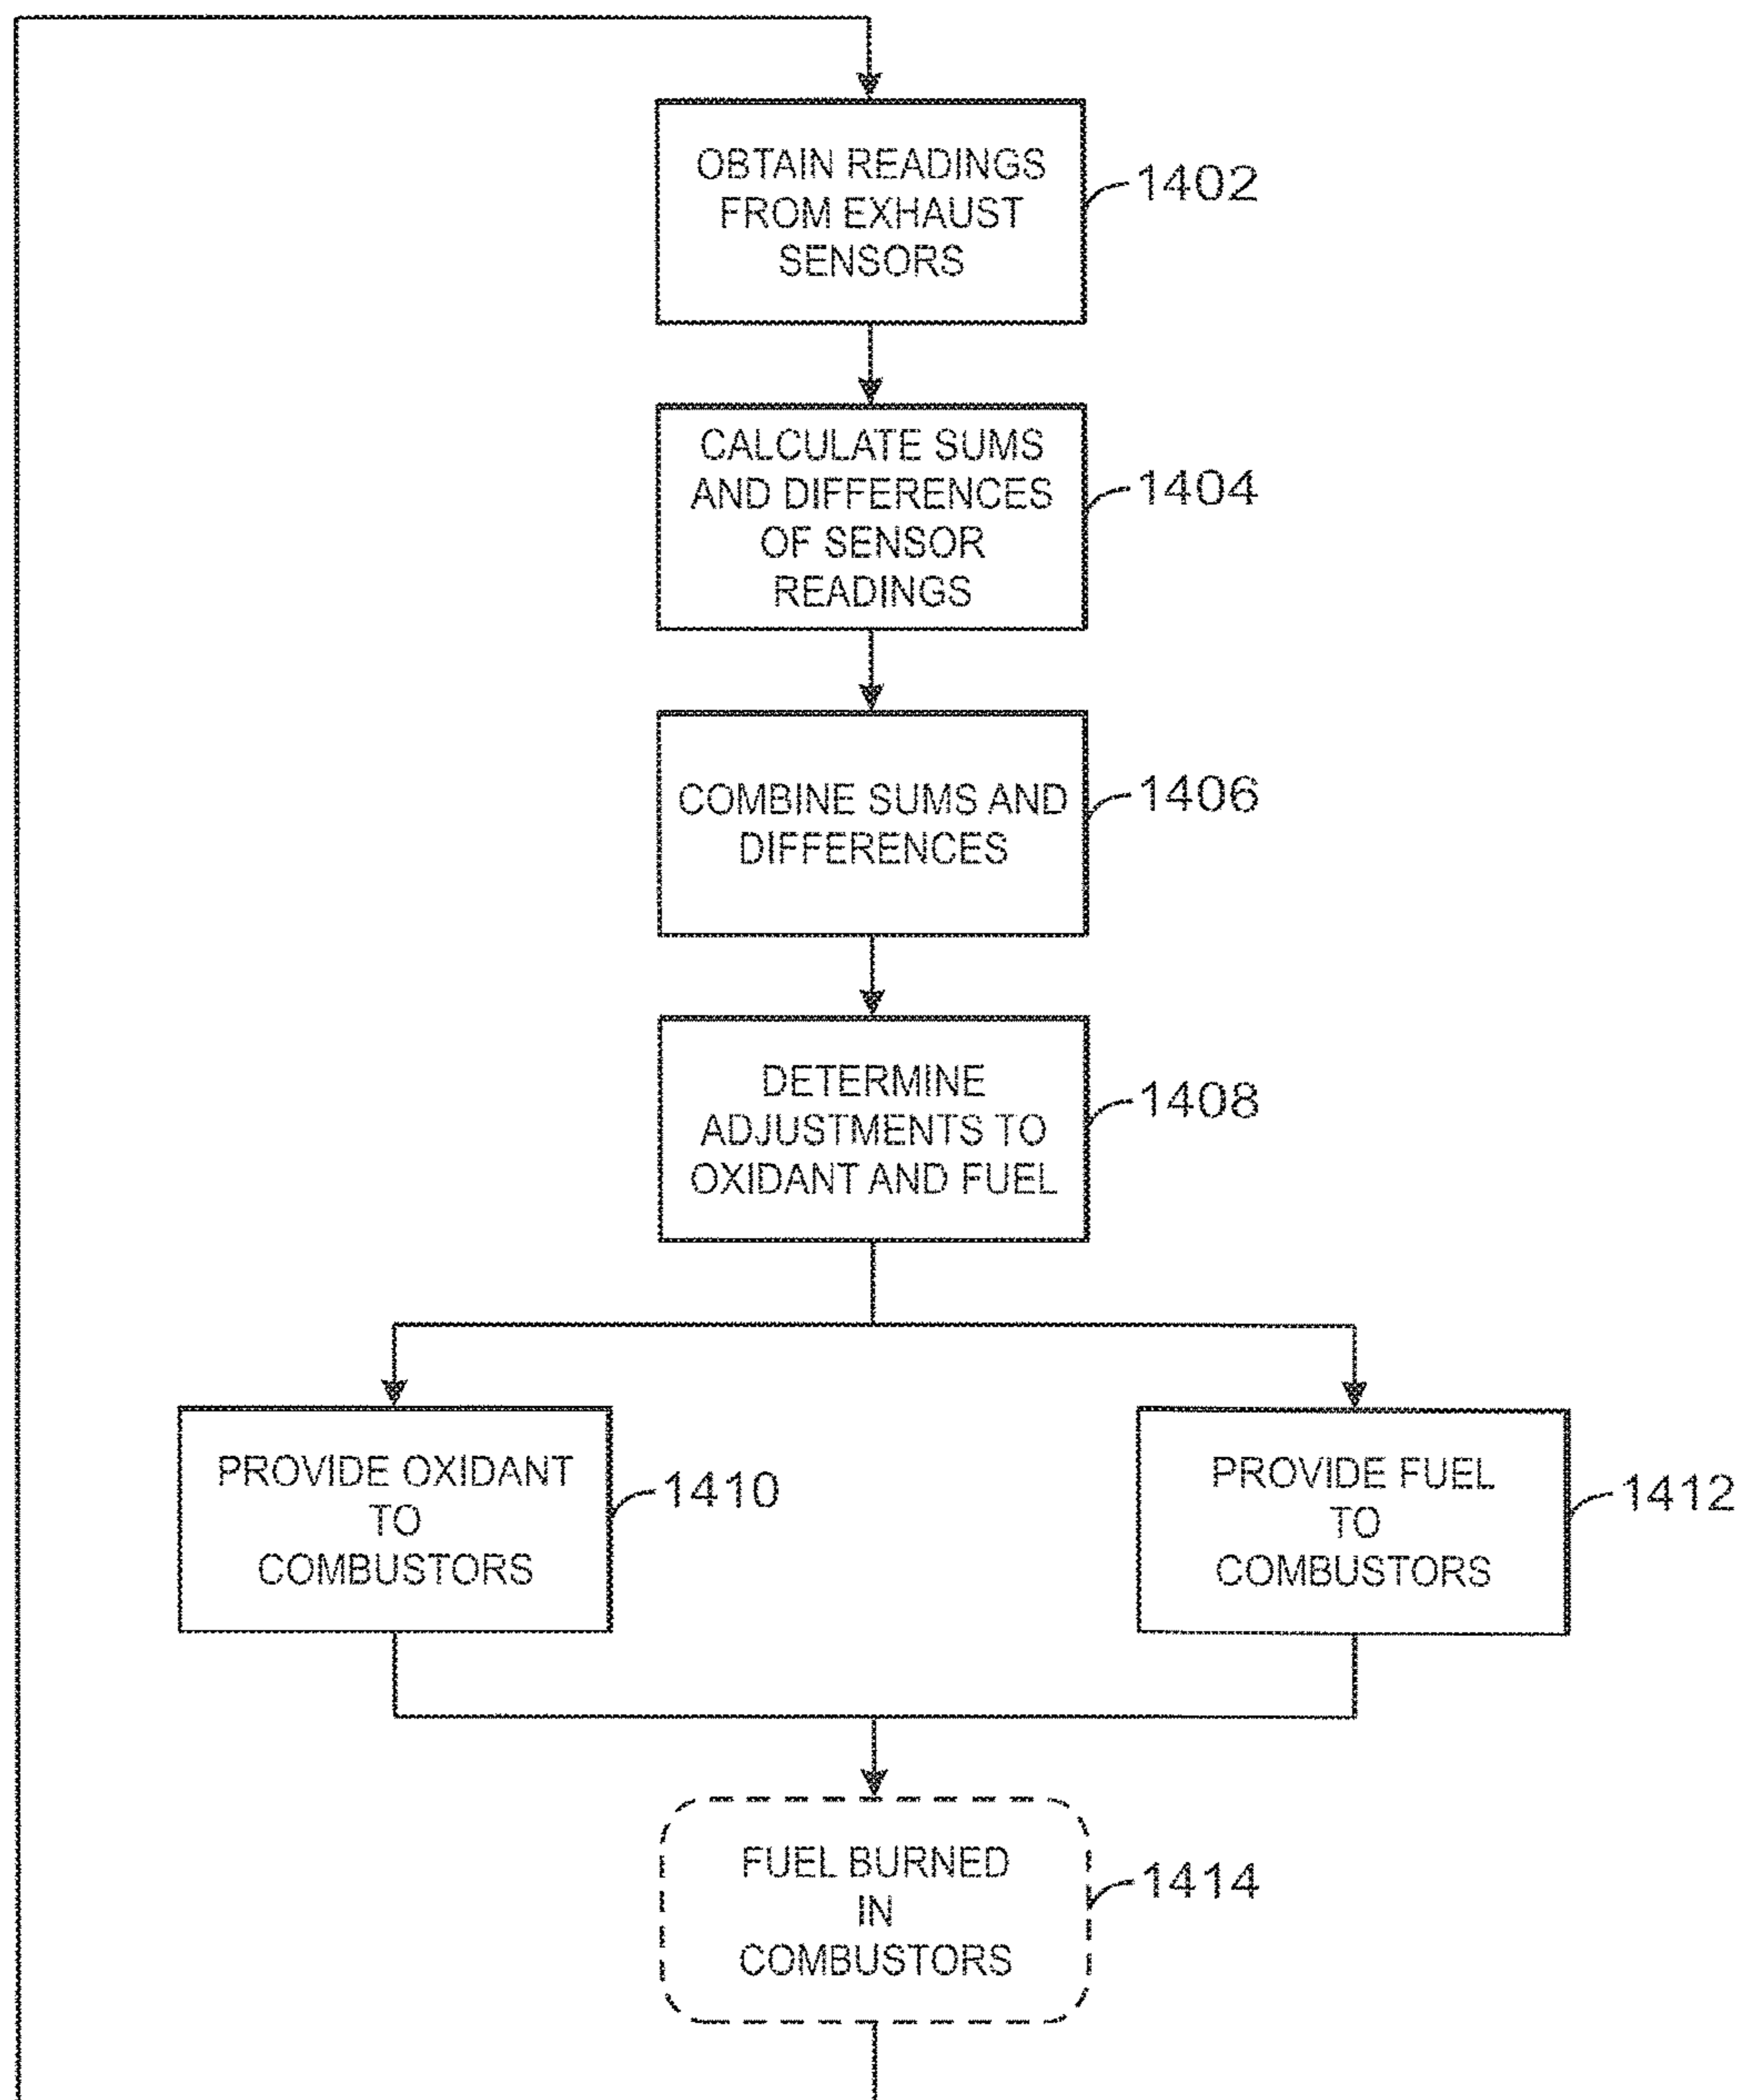 OBTAIN READINGS
FROM EXHAUST
SENSORS
1402
CALCULATE SUMS
AND DIFFERENCES
OF SENSOR
READINGS
1404
COMBINE SUMS AND
DIFFERENCES
1406
DETERMINE
ADJUSTMENTS TO
OXIDANT AND FUEL
1408
PROVIDE OXIDANT
TO
COMBUSTORS
1410
PROVIDE FUEL
TO
COMBUSTORS
1412
FUEL BURNED
IN
COMBUSTORS
1414